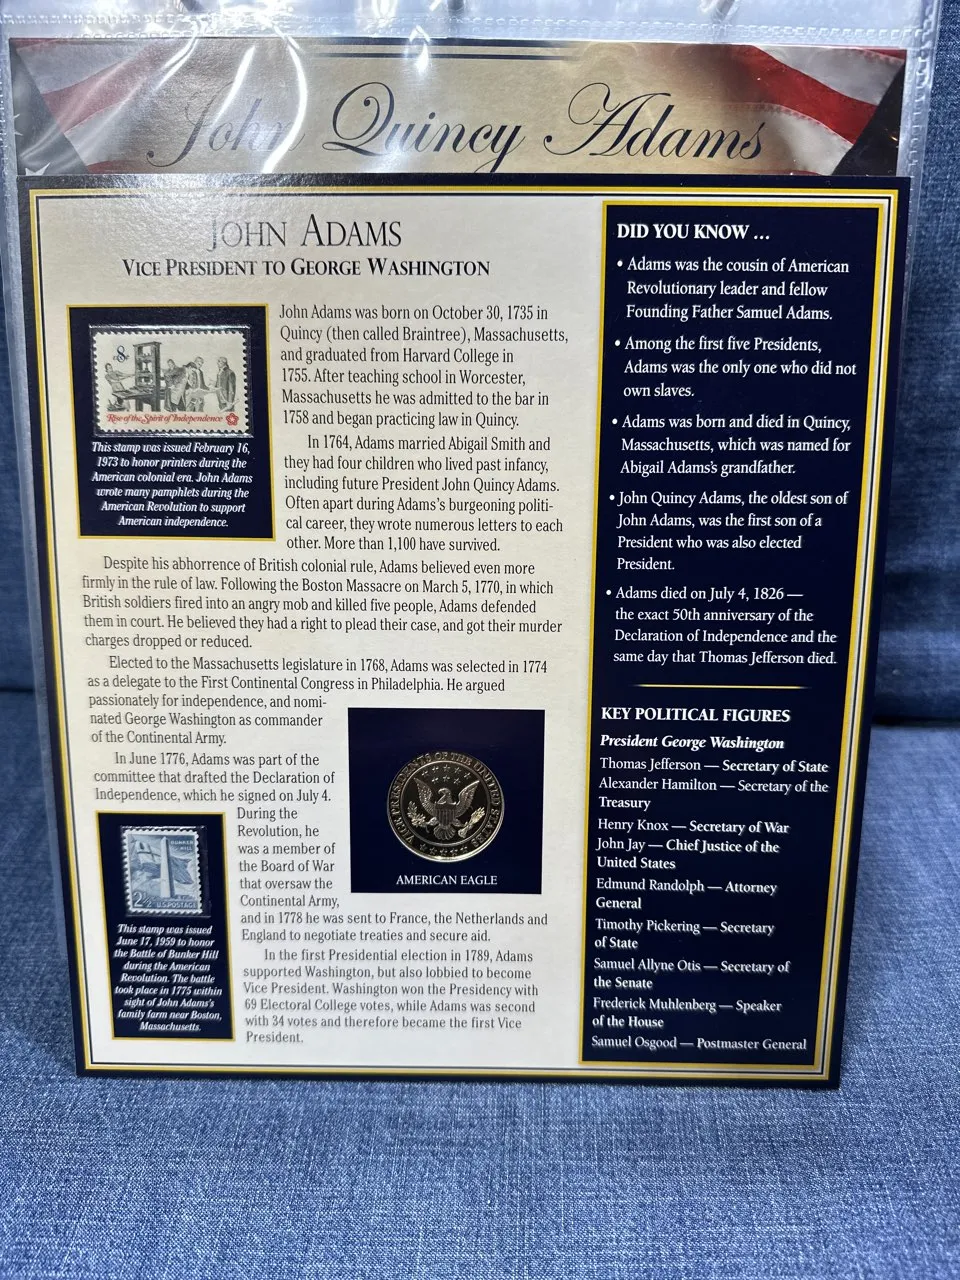 John Quincy Adams
JOHN ADAMS
VICE PRESIDENT TO GEORGE WASHINGTON
8
Rise of the Spirit of Independence
This stamp was issued February 16,
1973 to honor printers during the
American colonial era. John Adams
wrote many pamphlets during the
American Revolution to support
American independence.
John Adams was born on October 30, 1735 in
Quincy (then called Braintree), Massachusetts,
and graduated from Harvard College in
1755. After teaching school in Worcester,
Massachusetts he was admitted to the bar in
1758 and began practicing law in Quincy.
In 1764, Adams married Abigail Smith and
they had four children who lived past infancy,
including future President John Quincy Adams.
Often apart during Adams's burgeoning politi-
cal career, they wrote numerous letters to each
other. More than 1,100 have survived.
Despite his abhorrence of British colonial rule, Adams believed even more
firmly in the rule of law. Following the Boston Massacre on March 5, 1770, in which
British soldiers fired into an angry mob and killed five people, Adams defended
them in court. He believed they had a right to plead their case, and got their murder
charges dropped or reduced.
Elected to the Massachusetts legislature in 1768, Adams was selected in 1774
as a delegate to the First Continental Congress in Philadelphia. He argued
passionately for independence, and nomi-
nated George Washington as commander
of the Continental Army.
In June 1776, Adams was part of the
committee that drafted the Declaration of
Independence, which he signed on July 4.
During the
Revolution, he
was a member of
the Board of War
that oversaw the
Continental Army,
and in 1778 he was sent to France, the Netherlands and
England to negotiate treaties and secure aid.
In the first Presidential election in 1789, Adams
supported Washington, but also lobbied to become
Vice President. Washington won the Presidency with
69 Electoral College votes, while Adams was second
with 34 votes and therefore became the first Vice
President.
VICE PRESIDENTS OF THE UNITED STATES
2
AMERICAN EAGLE
BUNKER
HILL
2½¢
U.S. POSTAGE
This stamp was issued
June 17, 1959 to honor
the Battle of Bunker Hill
during the American
Revolution. The battle
took place in 1775 within
sight of John Adams's
family farm near Boston,
Massachusetts.
DID YOU KNOW ...
• Adams was the cousin of American
Revolutionary leader and fellow
Founding Father Samuel Adams.
• Among the first five Presidents,
Adams was the only one who did not
own slaves.
• Adams was born and died in Quincy,
Massachusetts, which was named for
Abigail Adams's grandfather.
• John Quincy Adams, the oldest son of
John Adams, was the first son of a
President who was also elected
President.
• Adams died on July 4, 1826 —
the exact 50th anniversary of the
Declaration of Independence and the
same day that Thomas Jefferson died.
KEY POLITICAL FIGURES
President George Washington
Thomas Jefferson — Secretary of State
Alexander Hamilton — Secretary of the
Treasury
Henry Knox — Secretary of War
John Jay — Chief Justice of the
United States
Edmund Randolph — Attorney
General
Timothy Pickering — Secretary
of State
Samuel Allyne Otis — Secretary of
the Senate
Frederick Muhlenberg — Speaker
of the House
Samuel Osgood — Postmaster General